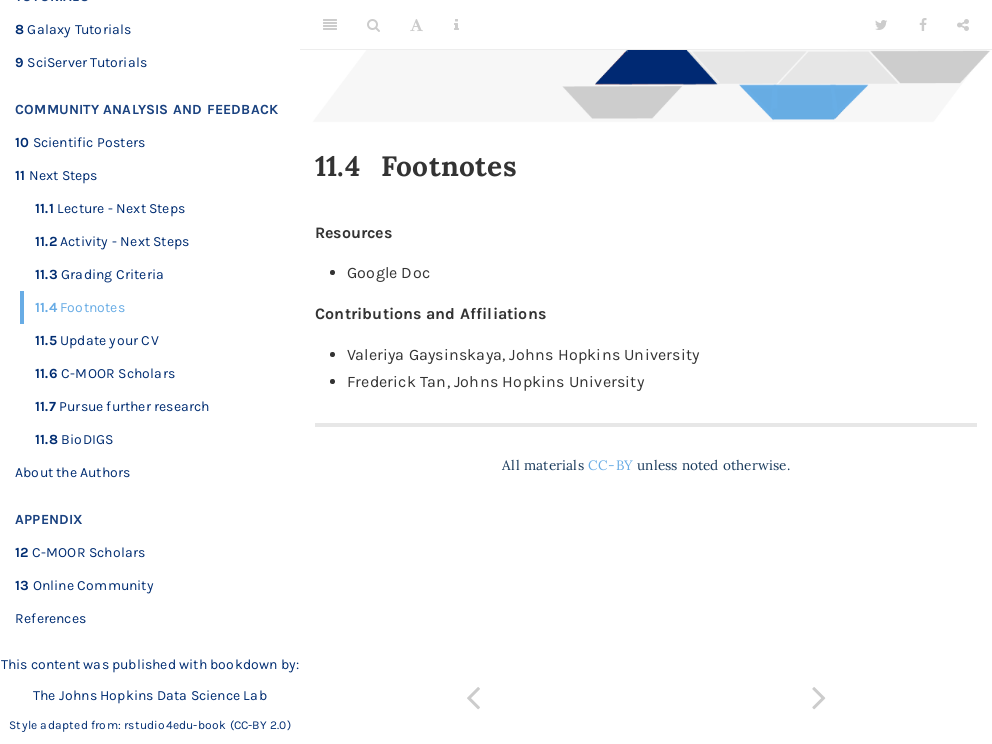 8 Galaxy Tutorials
9 SciServer Tutorials
COMMUNITY ANALYSIS AND FEEDBACK
10 Scientific Posters
11 Next Steps
11.1 Lecture - Next Steps
11.2 Activity - Next Steps
11.3 Grading Criteria
11.4 Footnotes
11.5 Update your CV
11.6 C-MOOR Scholars
11.7 Pursue further research
11.8 BioDIGS
About the Authors
APPENDIX
12 C-MOOR Scholars
13 Online Community
References
This content was published with bookdown by:
The Johns Hopkins Data Science Lab
Style adapted from: rstudio4edu-book (CC-BY 2.0)
11.4 Footnotes
Resources
• Google Doc
Contributions and Affiliations
• Valeriya Gaysinskaya, Johns Hopkins University
• Frederick Tan, Johns Hopkins University
All materials CC-BY unless noted otherwise.